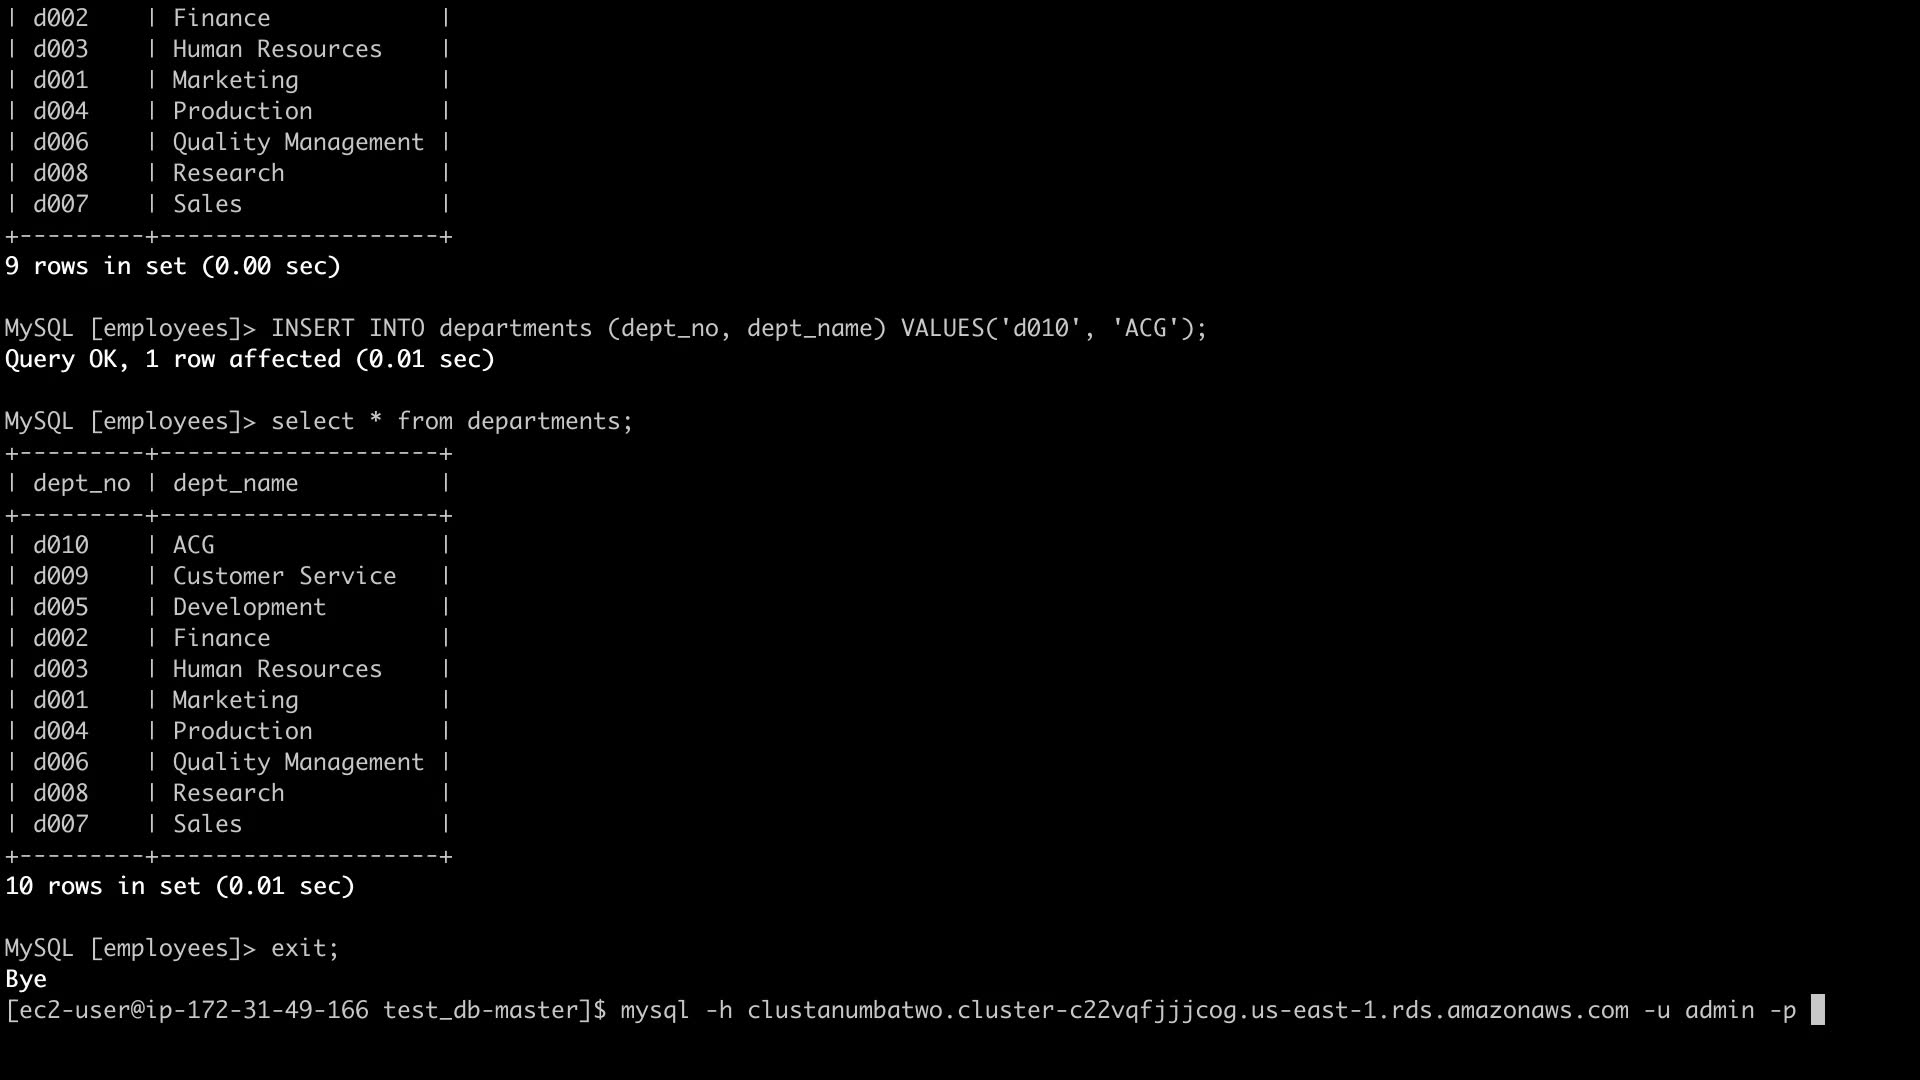 | d002    | Finance            |
| d003    | Human Resources    |
| d001    | Marketing          |
| d004    | Production         |
| d006    | Quality Management |
| d008    | Research           |
| d007    | Sales              |
+---------+--------------------+
9 rows in set (0.00 sec)
MySQL [employees]> INSERT INTO departments (dept_no, dept_name) VALUES('d010', 'ACG');
Query OK, 1 row affected (0.01 sec)
MySQL [employees]> select * from departments;
+---------+--------------------+
| dept_no | dept_name          |
+---------+--------------------+
| d010    | ACG                |
| d009    | Customer Service   |
| d005    | Development        |
| d002    | Finance            |
| d003    | Human Resources    |
| d001    | Marketing          |
| d004    | Production         |
| d006    | Quality Management |
| d008    | Research           |
| d007    | Sales              |
+---------+--------------------+
10 rows in set (0.01 sec)
MySQL [employees]> exit;
Bye
[ec2-user@ip-172-31-49-166 test_db-master]$ mysql -h clustanumbatwo.cluster-c22vqfjjjcog.us-east-1.rds.amazonaws.com -u admin -p